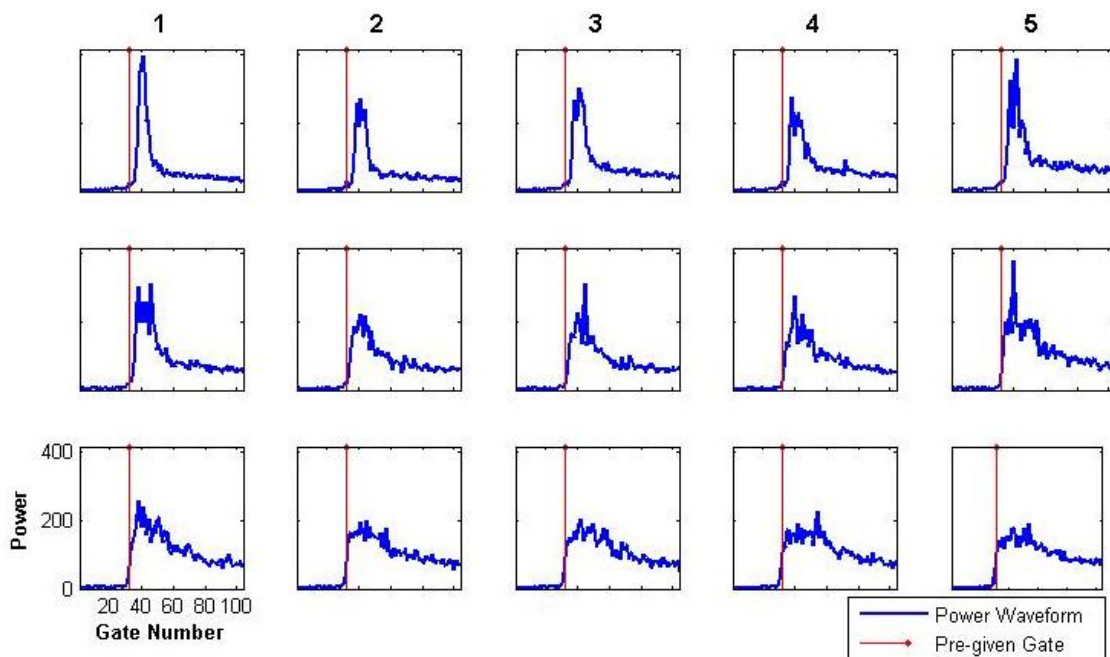 1 2 3 4 5
400
200
0
Power
20 40 60 80 100
Gate Number
Power Waveform
Pre-given Gate